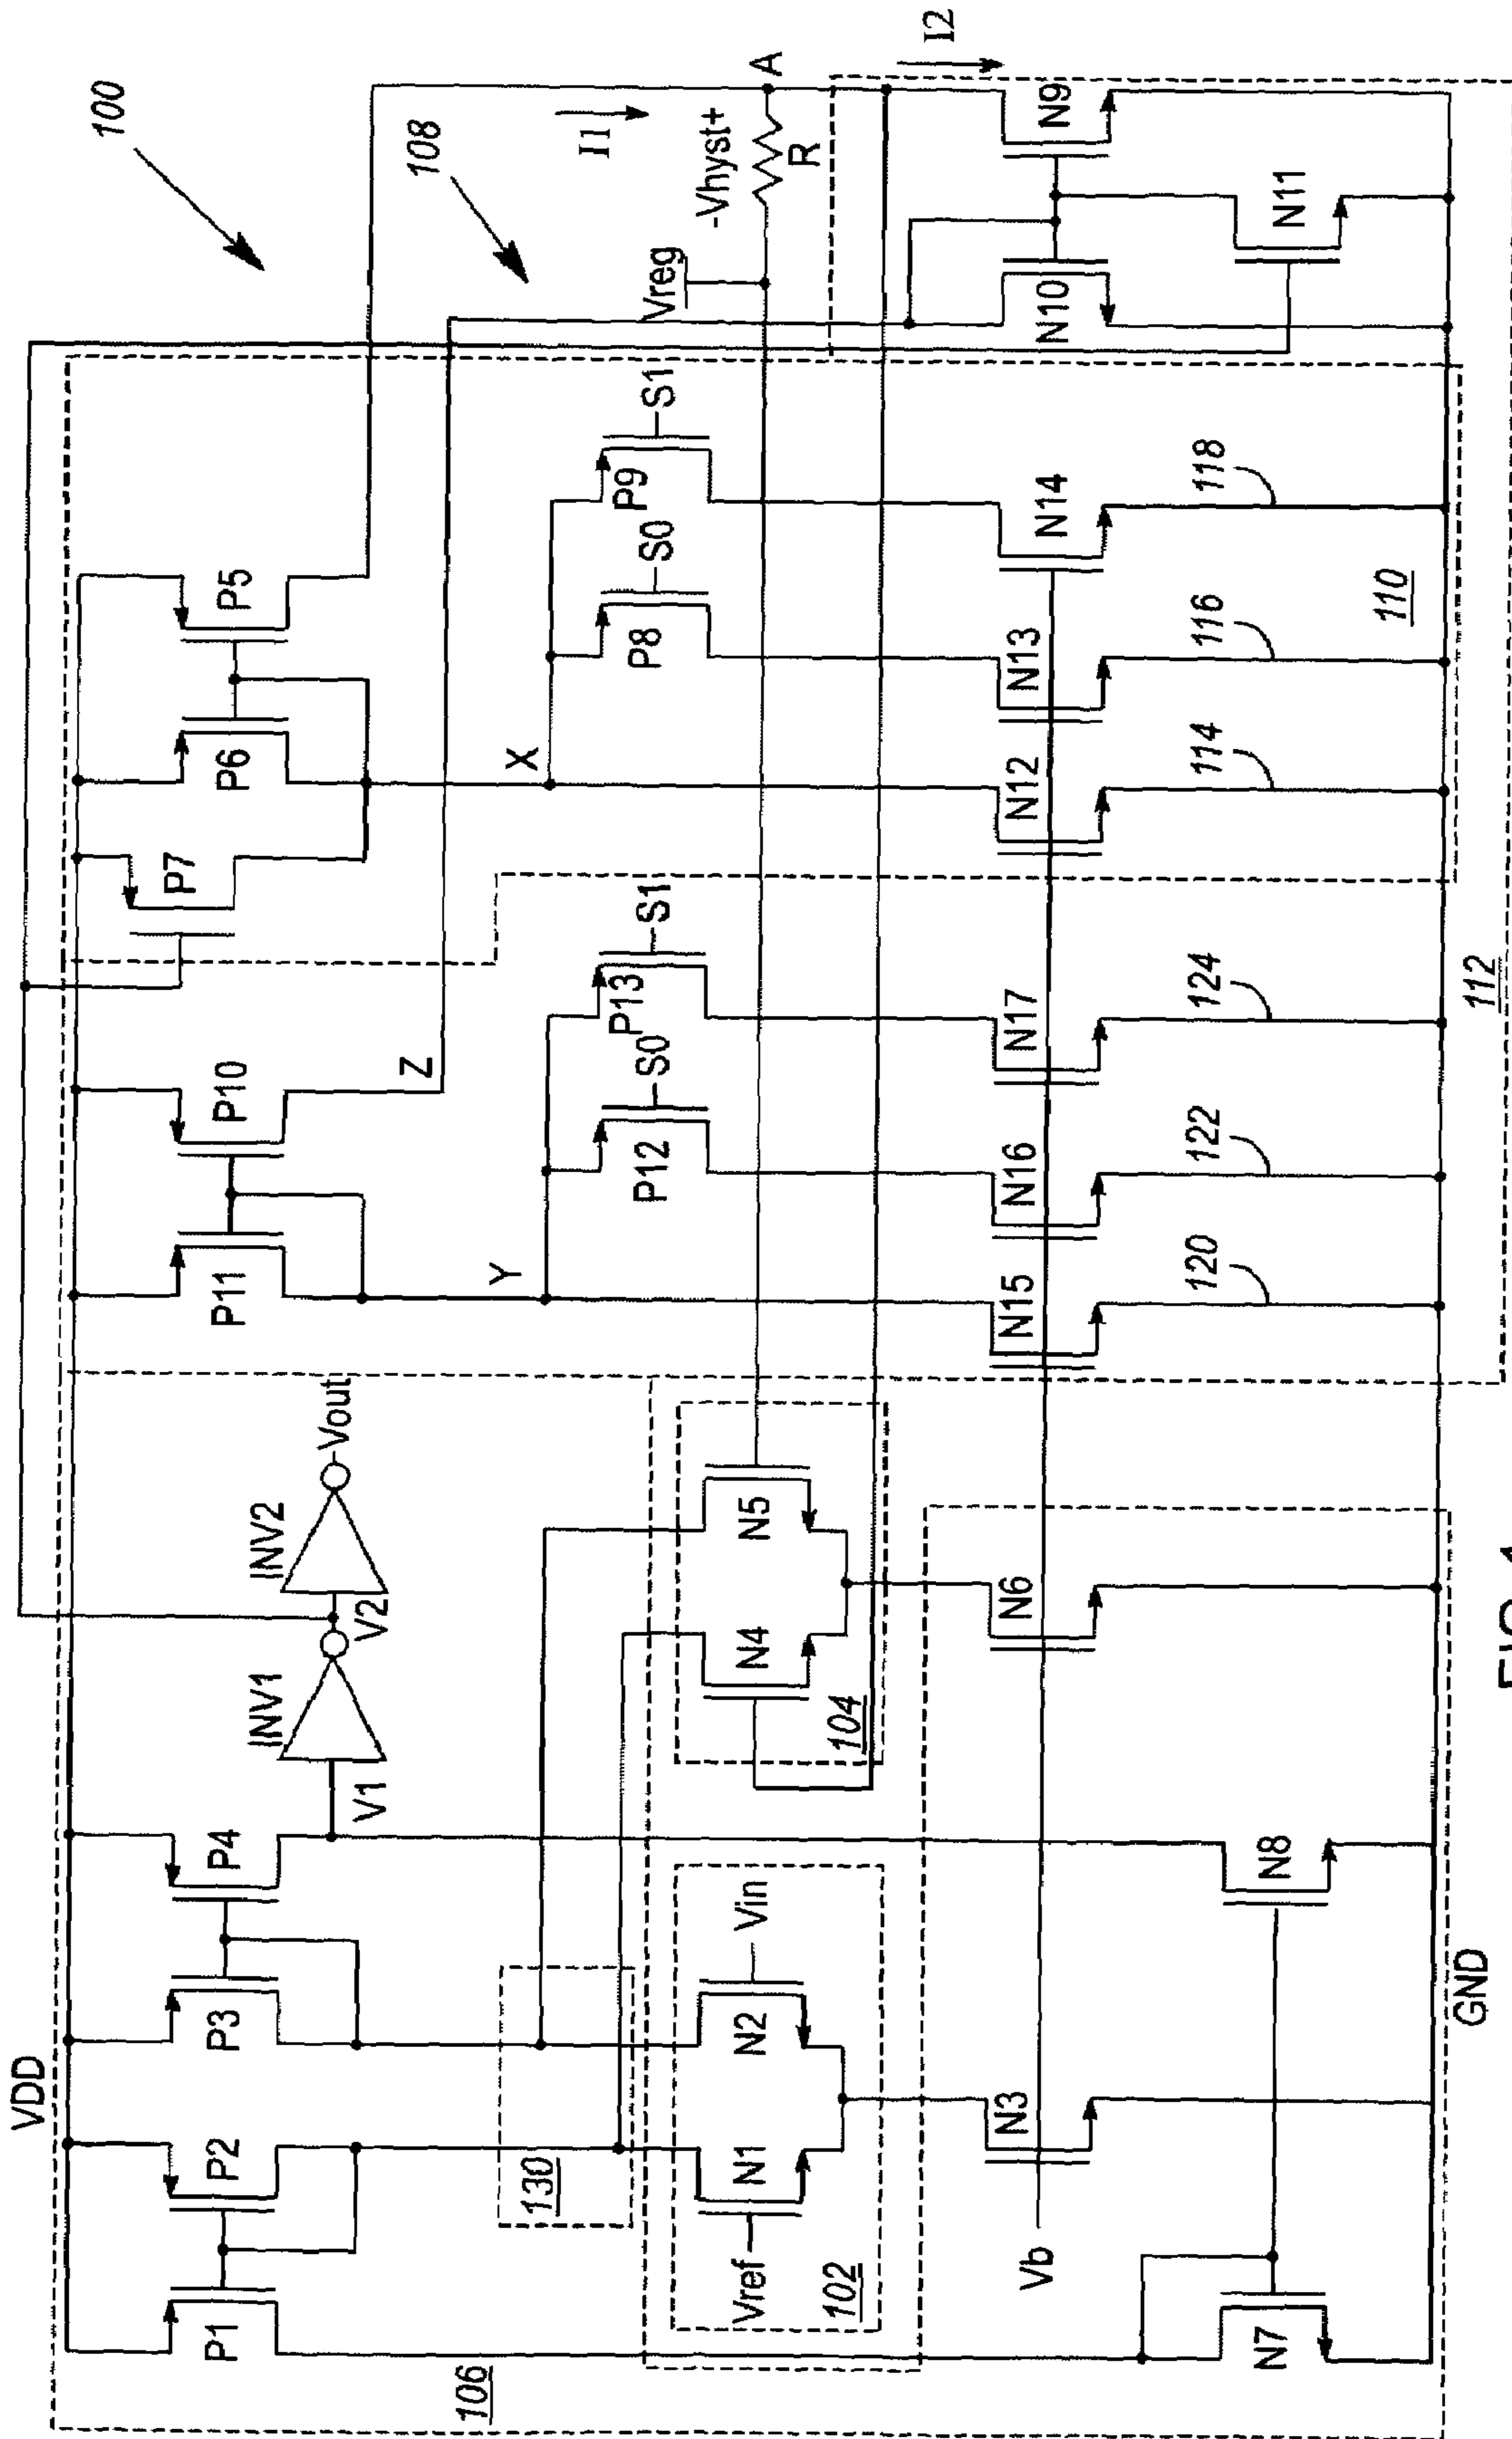 100
108
I1
I2
A
-Vhyst+
R
Vreg
N9
N10
N11
P5
P6
P7
X
P8
S0
P9
S1
N12
N13
N14
114
116
118
110
P10
P11
Z
Y
P12
S0
P13
S1
N15
N16
N17
120
122
124
112
VDD
P1
P2
P3
P4
V1
INV1
V2
INV2
Vout
106
130
Vref
N1
N2
Vin
102
N4
N5
104
Vb
N3
N6
N7
N8
GND